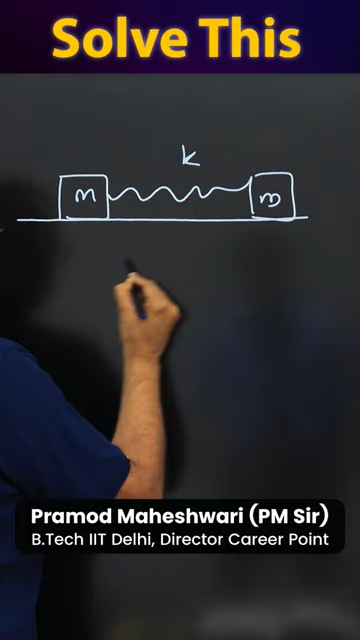 Solve This
k
m
m
Pramod Maheshwari (PM Sir)
B.Tech IIT Delhi, Director Career Point